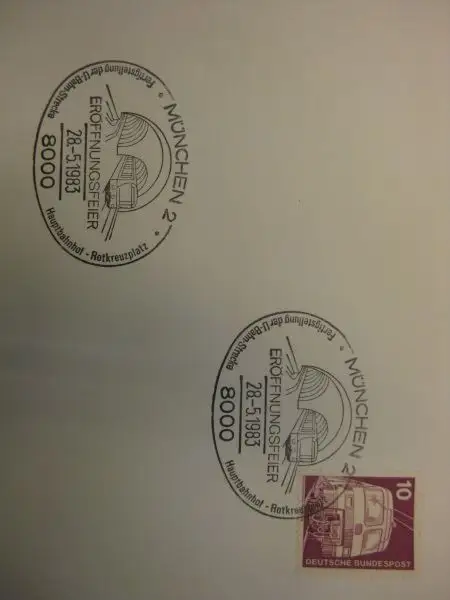 8000
MÜNCHEN 2
Fertigstellung der U-Bahn-Strecke
ERÖFFNUNGSFEIER
28.-5.1983
Hauptbahnhof - Rotkreuzplatz
8000
MÜNCHEN 2
Fertigstellung der U-Bahn-Strecke
ERÖFFNUNGSFEIER
28.-5.1983
Hauptbahnhof - Rotkreuzplatz
10
DEUTSCHE BUNDESPOST